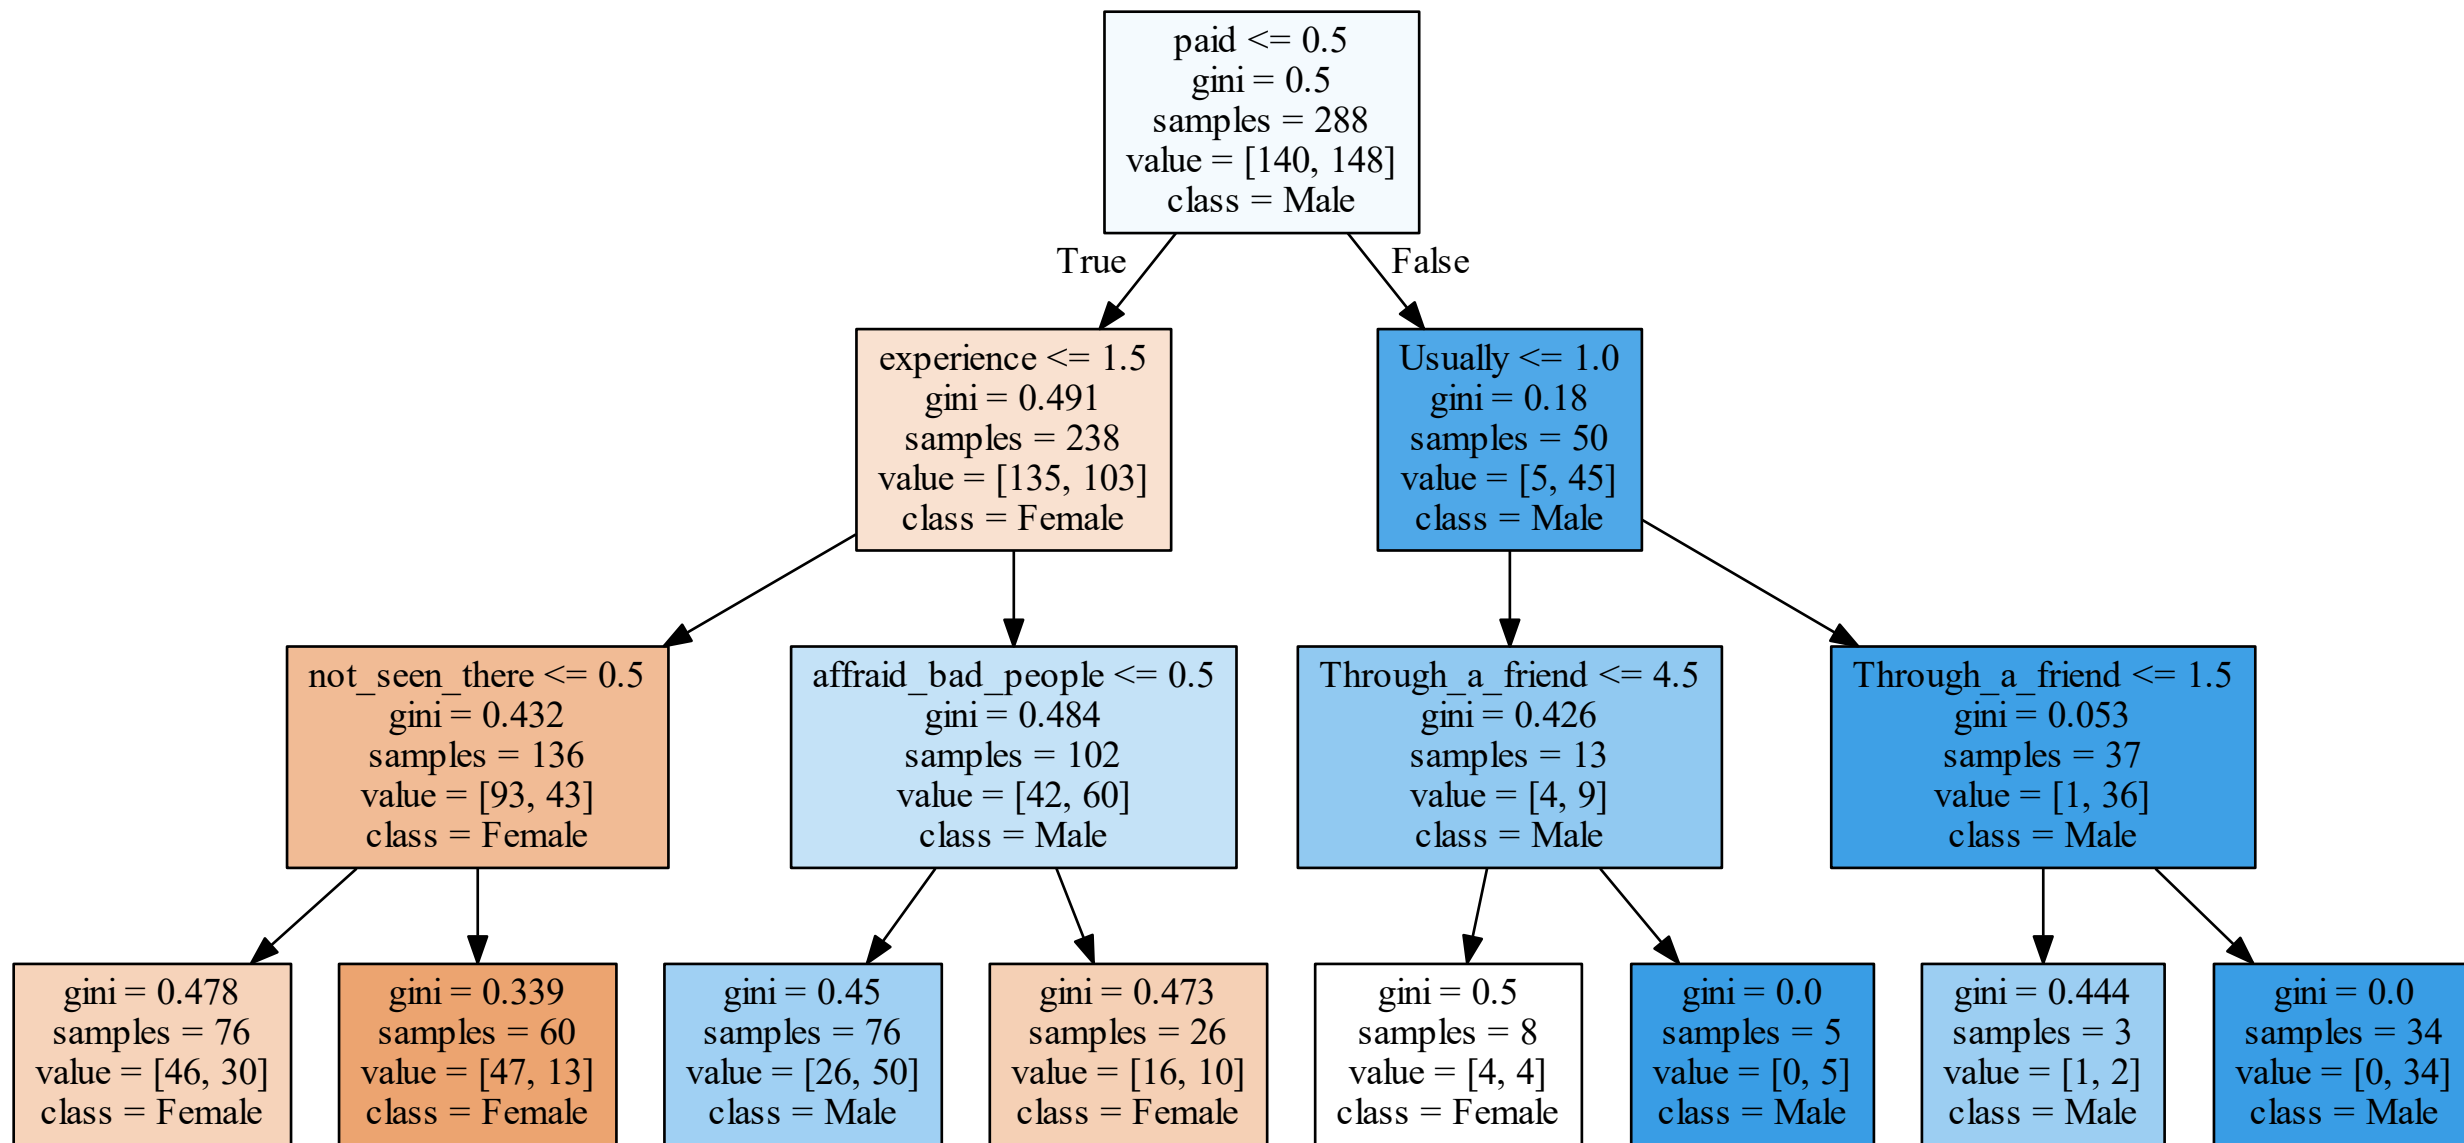 paid <= 0.5
gini = 0.5
samples = 288
value = [140, 148]
class = Male
True
False
experience <= 1.5
gini = 0.491
samples = 238
value = [135, 103]
class = Female
Usually <= 1.0
gini = 0.18
samples = 50
value = [5, 45]
class = Male
not_seen_there <= 0.5
gini = 0.432
samples = 136
value = [93, 43]
class = Female
affraid_bad_people <= 0.5
gini = 0.484
samples = 102
value = [42, 60]
class = Male
Through_a_friend <= 4.5
gini = 0.426
samples = 13
value = [4, 9]
class = Male
Through_a_friend <= 1.5
gini = 0.053
samples = 37
value = [1, 36]
class = Male
gini = 0.478
samples = 76
value = [46, 30]
class = Female
gini = 0.339
samples = 60
value = [47, 13]
class = Female
gini = 0.45
samples = 76
value = [26, 50]
class = Male
gini = 0.473
samples = 26
value = [16, 10]
class = Female
gini = 0.5
samples = 8
value = [4, 4]
class = Female
gini = 0.0
samples = 5
value = [0, 5]
class = Male
gini = 0.444
samples = 3
value = [1, 2]
class = Male
gini = 0.0
samples = 34
value = [0, 34]
class = Male